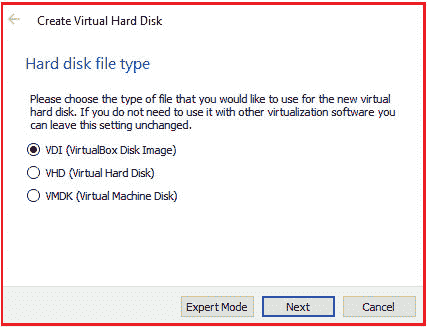 Create Virtual Hard Disk
Hard disk file type
Please choose the type of file that you would like to use for the new virtual
hard disk. If you do not need to use it with other virtualization software you
can leave this setting unchanged.
VDI (VirtualBox Disk Image)
VHD (Virtual Hard Disk)
VMDK (Virtual Machine Disk)
Expert Mode Next Cancel